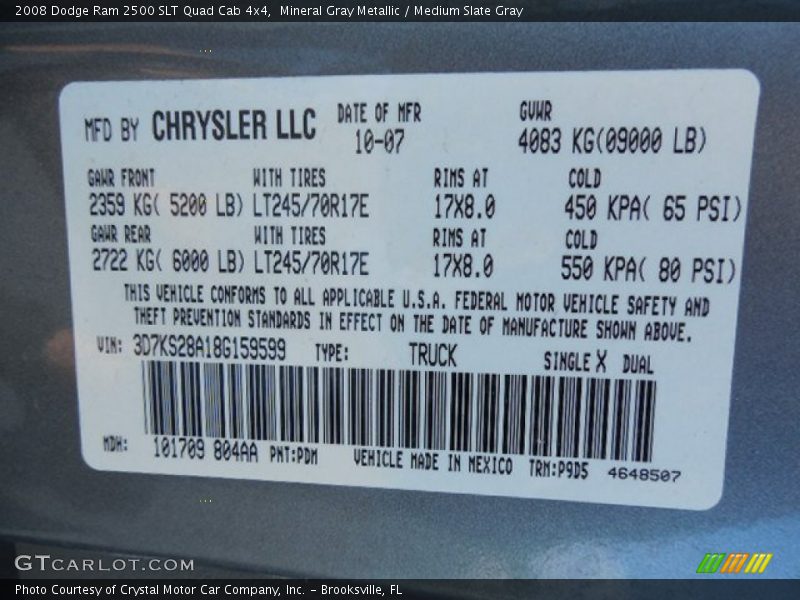 2008 Dodge Ram 2500 SLT Quad Cab 4x4, Mineral Gray Metallic / Medium Slate Gray
MFD BY CHRYSLER LLC DATE OF MFR GVWR
10-07 4083 KG(09000 LB)
GAWR FRONT WITH TIRES RIMS AT COLD
2359 KG( 5200 LB) LT245/70R17E 17X8.0 450 KPA( 65 PSI)
GAWR REAR WITH TIRES RIMS AT COLD
2722 KG( 6000 LB) LT245/70R17E 17X8.0 550 KPA( 80 PSI)
THIS VEHICLE CONFORMS TO ALL APPLICABLE U.S.A. FEDERAL MOTOR VEHICLE SAFETY AND
THEFT PREVENTION STANDARDS IN EFFECT ON THE DATE OF MANUFACTURE SHOWN ABOVE.
VIN: 3D7KS28A18G159599 TYPE: TRUCK SINGLE X DUAL
MDH: 101709 804AA PNT:PDM VEHICLE MADE IN MEXICO TRM:P9D5 4648507
GTCARLOT.COM
Photo Courtesy of Crystal Motor Car Company, Inc. – Brooksville, FL